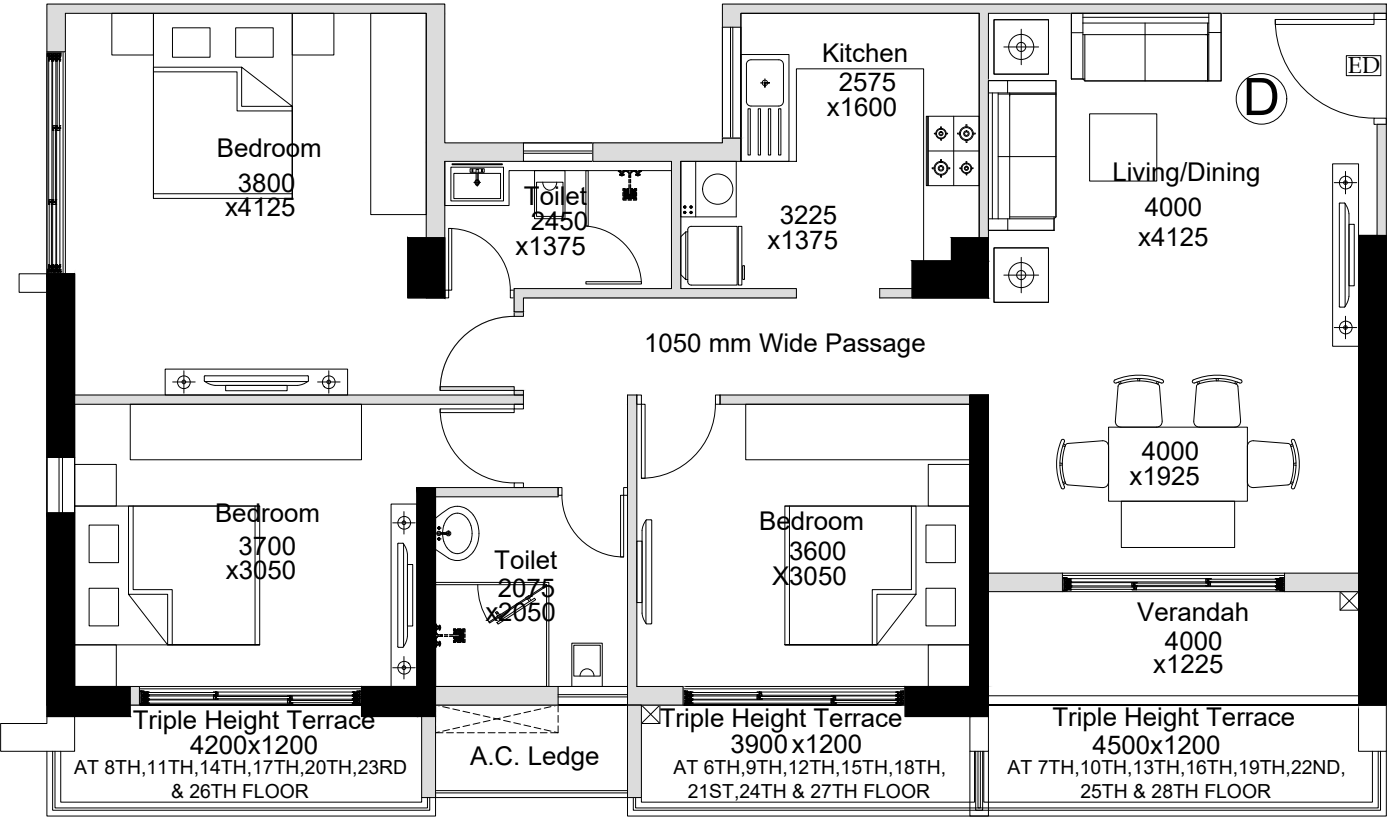 Kitchen
2575
x1600
ED
D
Bedroom
3800
x4125
Toilet
2450
x1375
3225
x1375
Living/Dining
4000
x4125
1050 mm Wide Passage
4000
x1925
Bedroom
3700
x3050
Toilet
2075
x2050
Bedroom
3600
X3050
Verandah
4000
x1225
Triple Height Terrace
4200x1200
AT 8TH,11TH,14TH,17TH,20TH,23RD
& 26TH FLOOR
A.C. Ledge
Triple Height Terrace
3900 x1200
AT 6TH,9TH,12TH,15TH,18TH,
21ST,24TH & 27TH FLOOR
Triple Height Terrace
4500x1200
AT 7TH,10TH,13TH,16TH,19TH,22ND,
25TH & 28TH FLOOR